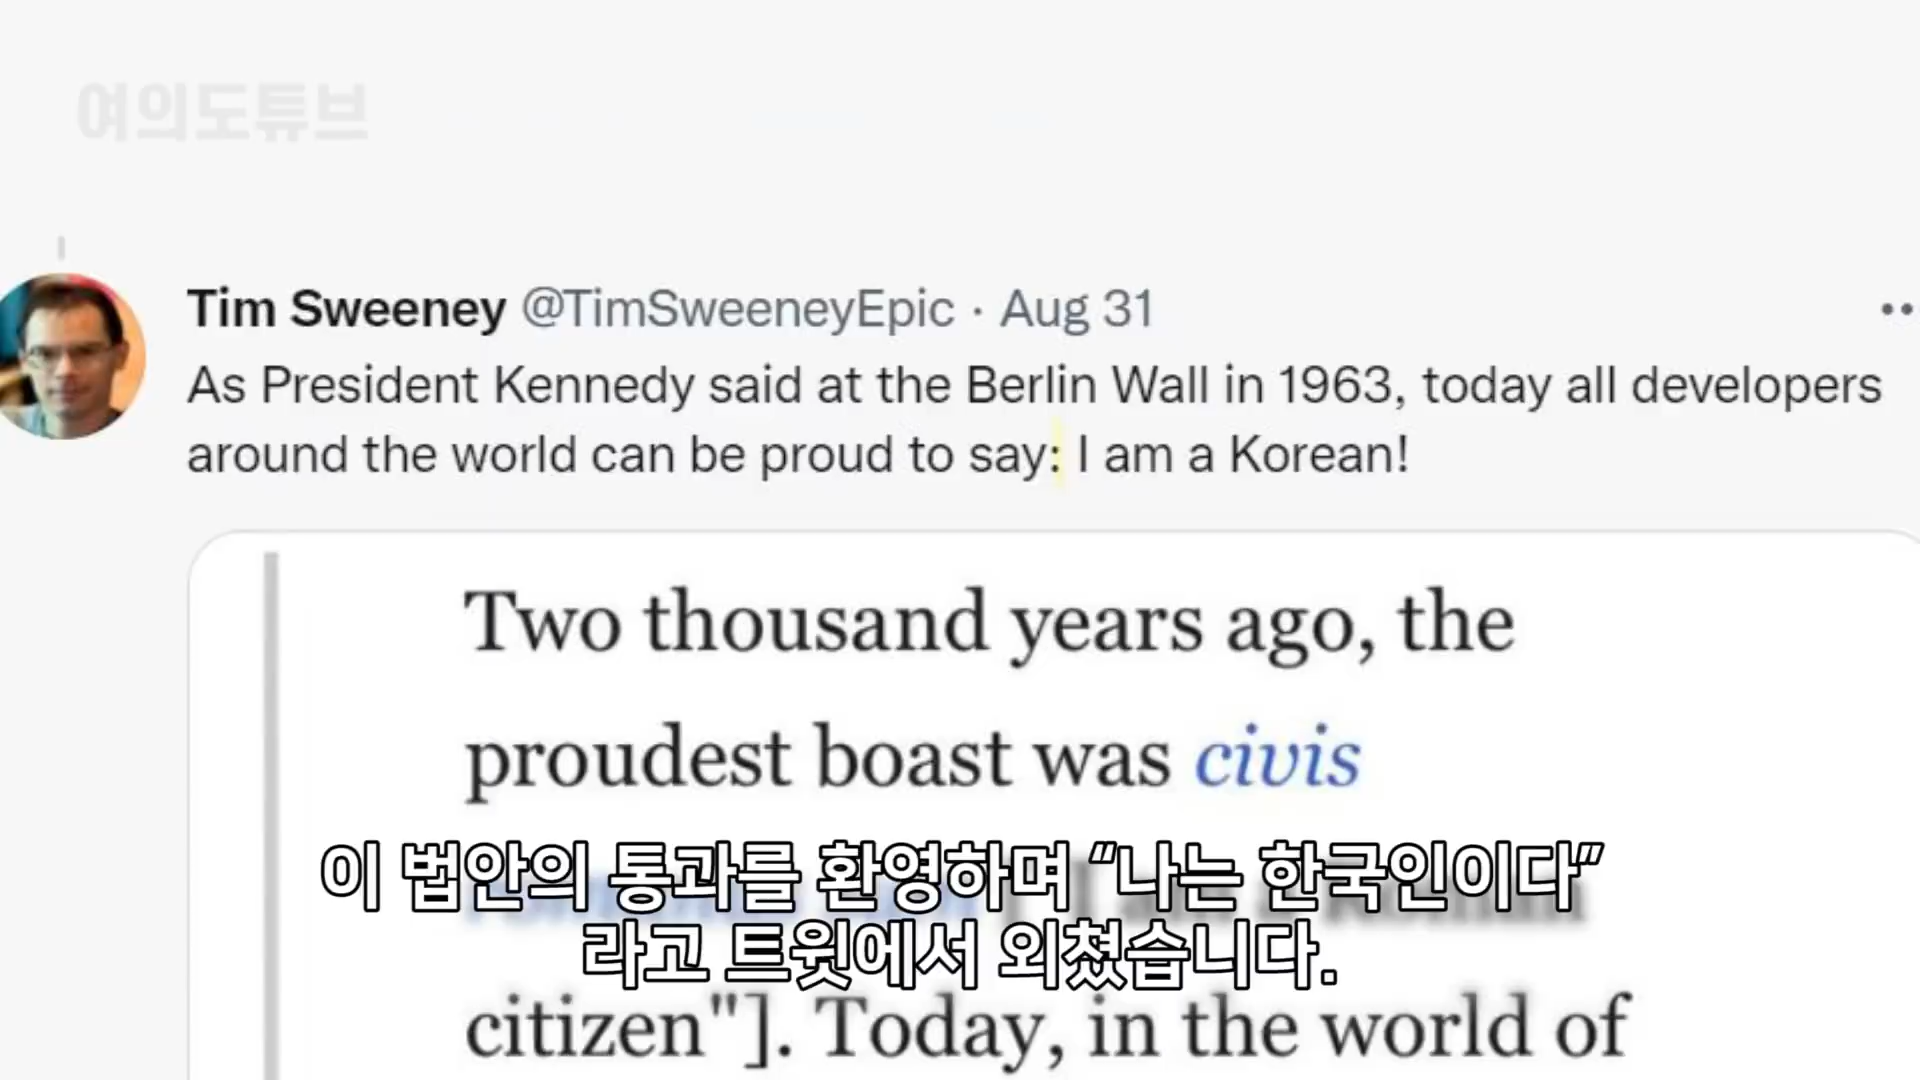 여의도튜브
Tim Sweeney @TimSweeneyEpic · Aug 31
As President Kennedy said at the Berlin Wall in 1963, today all developers
around the world can be proud to say: I am a Korean!
Two thousand years ago, the
proudest boast was civis
이 법안의 통과를 환영하며 “나는 한국인이다”
라고 트윗에서 외쳤습니다.
citizen"]. Today, in the world of